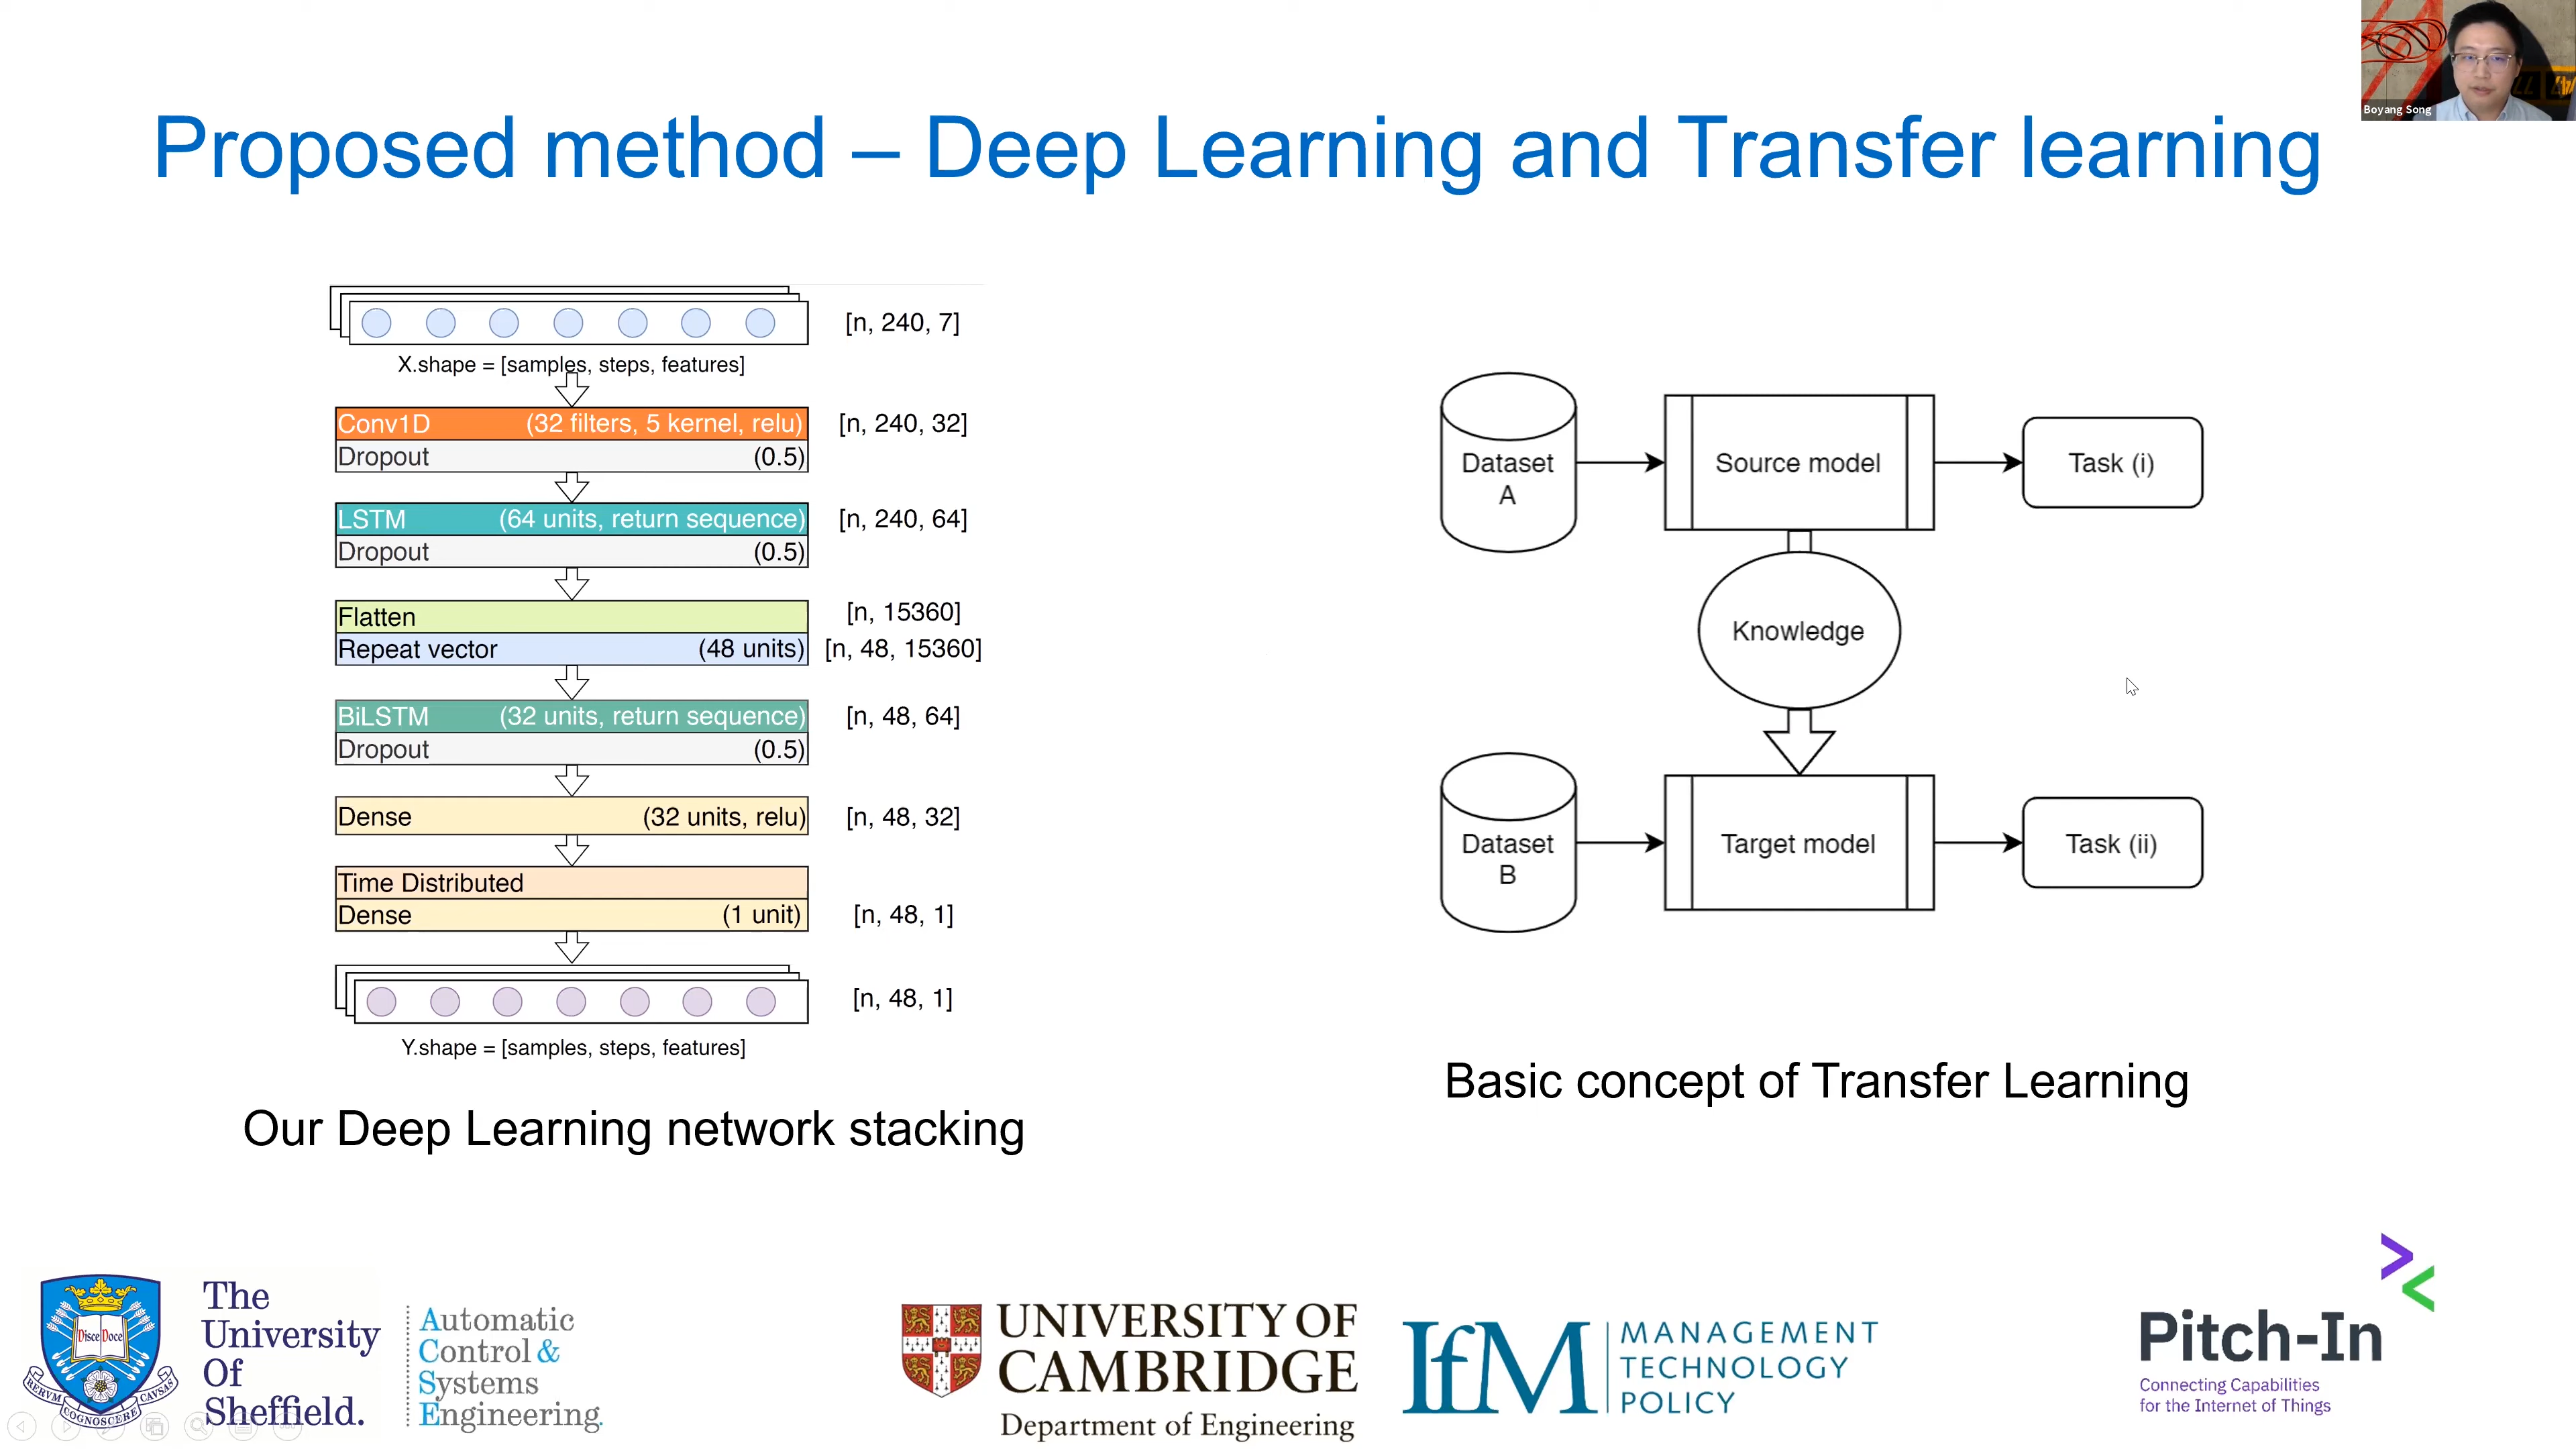 Boyang Song
Proposed method – Deep Learning and Transfer learning
[n, 240, 7]
X.shape = [samples, steps, features]
Conv1D (32 filters, 5 kernel, relu) [n, 240, 32]
Dropout (0.5)
LSTM (64 units, return sequence) [n, 240, 64]
Dropout (0.5)
Flatten [n, 15360]
Repeat vector (48 units) [n, 48, 15360]
BiLSTM (32 units, return sequence) [n, 48, 64]
Dropout (0.5)
Dense (32 units, relu) [n, 48, 32]
Time Distributed
Dense (1 unit) [n, 48, 1]
[n, 48, 1]
Y.shape = [samples, steps, features]
Our Deep Learning network stacking
Dataset
A
Source model
Task (i)
Knowledge
Dataset
B
Target model
Task (ii)
Basic concept of Transfer Learning
Disce Doce
RERVM COGNOSCERE CAVSAS
The
University
Of
Sheffield.
Automatic
Control &
Systems
Engineering.
UNIVERSITY OF
CAMBRIDGE
Department of Engineering
IfM
MANAGEMENT
TECHNOLOGY
POLICY
Pitch-In
Connecting Capabilities
for the Internet of Things